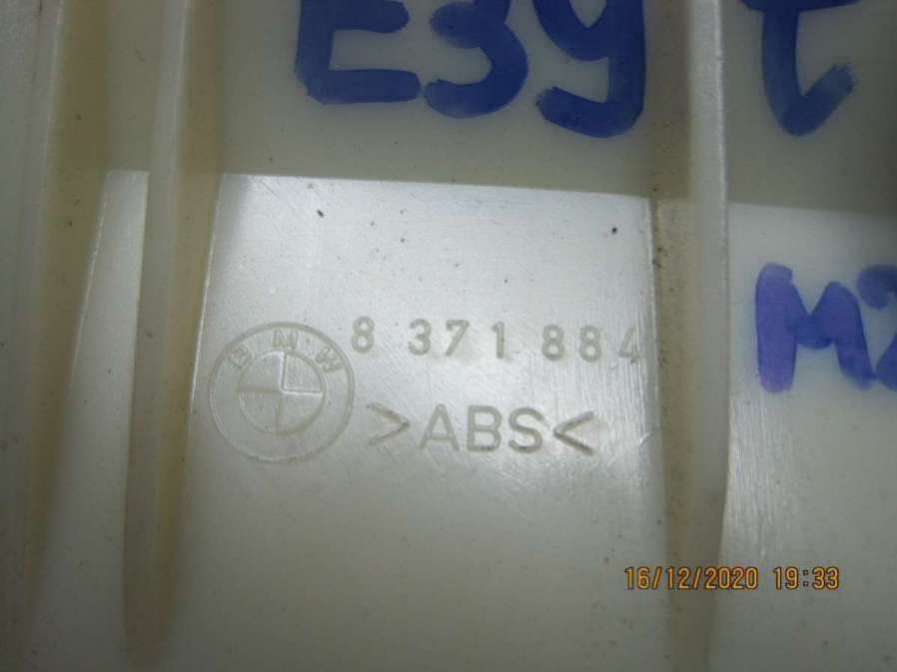 E39 t
M
BMW
8 371 884
>ABS<
16/12/2020 19:33